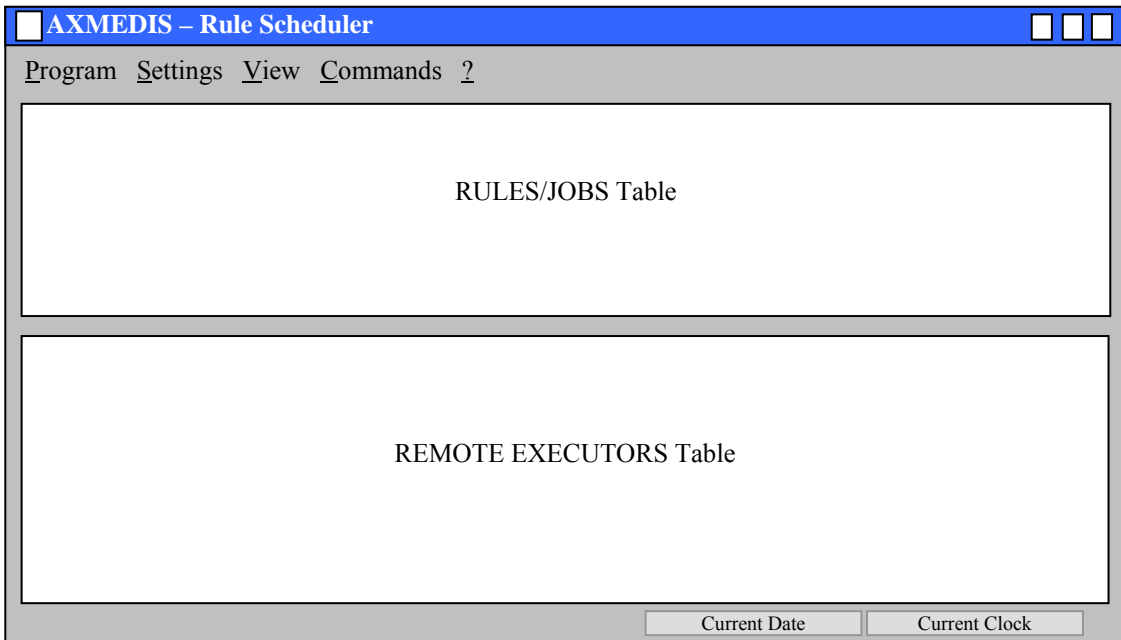 AXMEDIS – Rule Scheduler
Program Settings View Commands ?
RULES/JOBS Table
REMOTE EXECUTORS Table
Current Date Current Clock